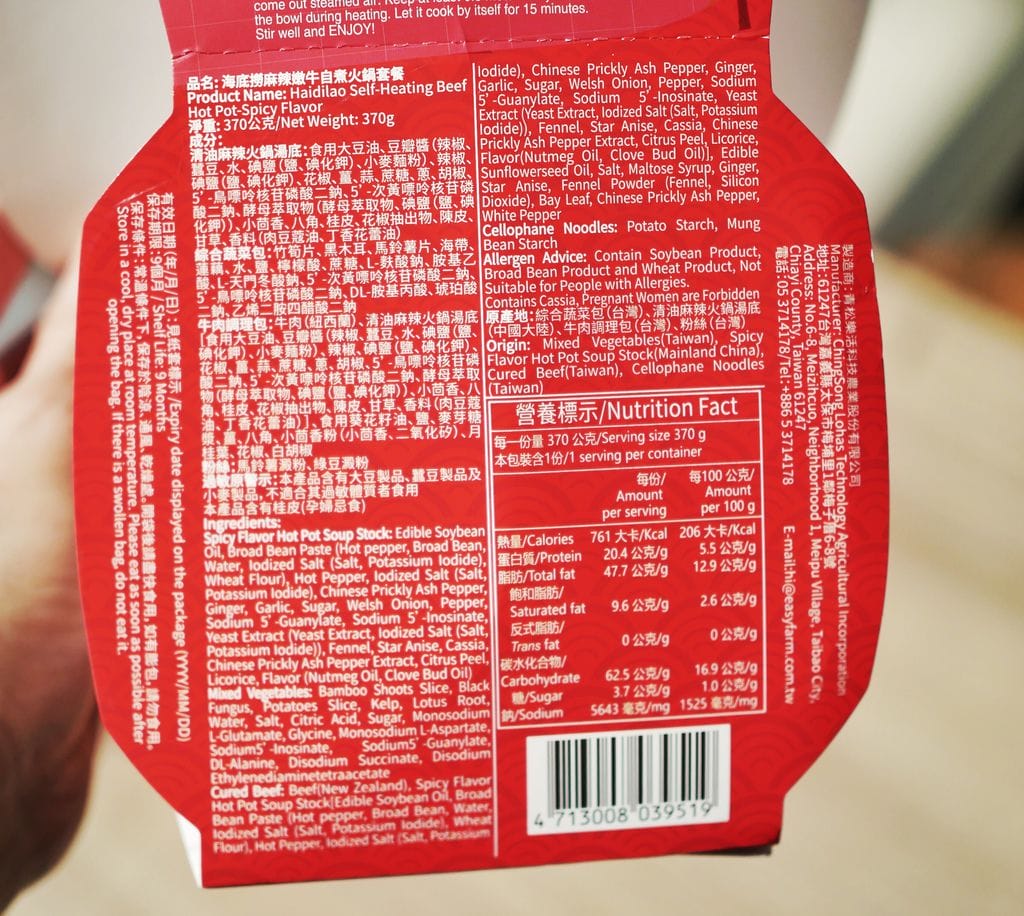 come out steamed air. Keep at least
the bowl during heating. Let it cook by itself for 15 minutes.
Stir well and ENJOY!
品名: 海底撈麻辣嫩牛自煮火鍋套餐
Product Name: Haidilao Self-Heating Beef
Hot Pot-Spicy Flavor
淨重: 370公克/Net Weight: 370g
成分:
清油麻辣火鍋湯底: 食用大豆油、豆瓣醬 (辣椒、
蠶豆、水、碘鹽 (鹽、碘化鉀)、小麥麵粉)、辣椒、
碘鹽 (鹽、碘化鉀)、花椒、薑、蒜、蔗糖、蔥、胡椒、
5'-鳥嘌呤核苷磷酸二鈉、5'-次黃嘌呤核苷磷
酸二鈉、酵母萃取物 (酵母萃取物、碘鹽 (鹽、碘
化鉀))、小茴香、八角、桂皮、花椒抽出物、陳皮、
甘草、香料 (肉豆蔻油、丁香花蕾油)
綜合蔬菜包: 竹筍片、黑木耳、馬鈴薯片、海帶、
蓮藕、水、鹽、檸檬酸、蔗糖、L-麩酸鈉、胺基乙
酸、L-天門冬酸鈉、5'-次黃嘌呤核苷磷酸二鈉、
5'-鳥嘌呤核苷磷酸二鈉、DL-胺基丙酸、琥珀酸
二鈉、乙烯二胺四醋酸二鈉
牛肉調理包: 牛肉 (紐西蘭)、清油麻辣火鍋湯底
[食用大豆油、豆瓣醬 (辣椒、蠶豆、水、碘鹽 (鹽、
碘化鉀)、小麥麵粉)、辣椒、碘鹽 (鹽、碘化鉀)、
花椒、薑、蒜、蔗糖、蔥、胡椒、5'-鳥嘌呤核苷磷
酸二鈉、5'-次黃嘌呤核苷磷酸二鈉、酵母萃取
物 (酵母萃取物、碘鹽 (鹽、碘化鉀))、小茴香、八
角、桂皮、花椒抽出物、陳皮、甘草、香料 (肉豆蔻
油、丁香花蕾油)]、食用葵花籽油、鹽、麥芽糖
漿、薑、八角、小茴香粉 (小茴香、二氧化矽)、月
桂葉、花椒、白胡椒
粉絲: 馬鈴薯澱粉、綠豆澱粉
過敏原警示: 本產品含有大豆製品、蠶豆製品及
小麥製品，不適合其過敏體質者食用
本產品含有桂皮(孕婦忌食)
Ingredients:
Spicy Flavor Hot Pot Soup Stock: Edible Soybean
Oil, Broad Bean Paste (Hot pepper, Broad Bean,
Water, Iodized Salt (Salt, Potassium Iodide),
Wheat Flour), Hot Pepper, Iodized Salt (Salt,
Potassium Iodide), Chinese Prickly Ash Pepper,
Ginger, Garlic, Sugar, Welsh Onion, Pepper,
Sodium 5'-Guanylate, Sodium 5'-Inosinate,
Yeast Extract (Yeast Extract, Iodized Salt (Salt,
Potassium Iodide)), Fennel, Star Anise, Cassia,
Chinese Prickly Ash Pepper Extract, Citrus Peel,
Licorice, Flavor (Nutmeg Oil, Clove Bud Oil)
Mixed Vegetables: Bamboo Shoots Slice, Black
Fungus, Potatoes Slice, Kelp, Lotus Root,
Water, Salt, Citric Acid, Sugar, Monosodium
L-Glutamate, Glycine, Monosodium L-Aspartate,
Sodium5'-Inosinate, Sodium5'-Guanylate,
DL-Alanine, Disodium Succinate, Disodium
Ethylenediaminetetraacetate
Cured Beef: Beef(New Zealand), Spicy Flavor
Hot Pot Soup Stock[Edible Soybean Oil, Broad
Bean Paste (Hot pepper, Broad Bean, Water,
Iodized Salt (Salt, Potassium Iodide), Wheat
Flour), Hot Pepper, Iodized Salt (Salt, Potassium
Iodide), Chinese Prickly Ash Pepper, Ginger,
Garlic, Sugar, Welsh Onion, Pepper, Sodium
5'-Guanylate, Sodium 5'-Inosinate, Yeast
Extract (Yeast Extract, Iodized Salt (Salt, Potassium
Iodide)), Fennel, Star Anise, Cassia, Chinese
Prickly Ash Pepper Extract, Citrus Peel, Licorice,
Flavor(Nutmeg Oil, Clove Bud Oil)], Edible
Sunflowerseed Oil, Salt, Maltose Syrup, Ginger,
Star Anise, Fennel Powder (Fennel, Silicon
Dioxide), Bay Leaf, Chinese Prickly Ash Pepper,
White Pepper
Cellophane Noodles: Potato Starch, Mung
Bean Starch
Allergen Advice: Contain Soybean Product,
Broad Bean Product and Wheat Product, Not
Suitable for People with Allergies.
Contains Cassia, Pregnant Women are Forbidden
原產地: 綜合蔬菜包 (台灣)、清油麻辣火鍋湯底
(中國大陸)、牛肉調理包 (台灣)、粉絲 (台灣)
Origin: Mixed Vegetables(Taiwan), Spicy
Flavor Hot Pot Soup Stock(Mainland China),
Cured Beef(Taiwan), Cellophane Noodles
(Taiwan)
營養標示/Nutrition Fact
每一份量 370 公克/Serving size 370 g
本包裝含1份/1 serving per container
每份/ Amount per serving 每100 公克/ Amount per 100 g
熱量/Calories 761 大卡/Kcal 206 大卡/Kcal
蛋白質/Protein 20.4 公克/g 5.5 公克/g
脂肪/Total fat 47.7 公克/g 12.9 公克/g
飽和脂肪/
Saturated fat 9.6 公克/g 2.6 公克/g
反式脂肪/
Trans fat 0 公克/g 0 公克/g
碳水化合物/
Carbohydrate 62.5 公克/g 16.9 公克/g
糖/Sugar 3.7 公克/g 1.0 公克/g
鈉/Sodium 5643 毫克/mg 1525 毫克/mg
4 713008 039519
有效日期 (年/月/日): 見紙套標示 /Expiry date displayed on the package (YYYY/MM/DD)
保存期限: 9個月 /Shelf Life: 9 Months
保存條件: 常溫條件下，保存於陰涼、通風、乾燥處。開袋後請盡快食用，如有膨包，請勿食用。
Store in a cool, dry place at room temperature. Please eat as soon as possible after
opening the bag. If there is a swollen bag, do not eat it.
製造商: 青松樂活科技農業股份有限公司
Manufacturer: ChingSong Lohas Technology Agricultural Incorporation
地址: 61247台灣嘉義縣太保市梅埔里1鄰梅子厝6-8號
Address: No.6-8, Meizihcuo, Neighborhood 1, Meipu Village, Taibao City,
Chiayi County, Taiwan 61247
電話: (05)3714178/Tel:+886 5 3714178 E-mail:hi@easyfarm.com.tw